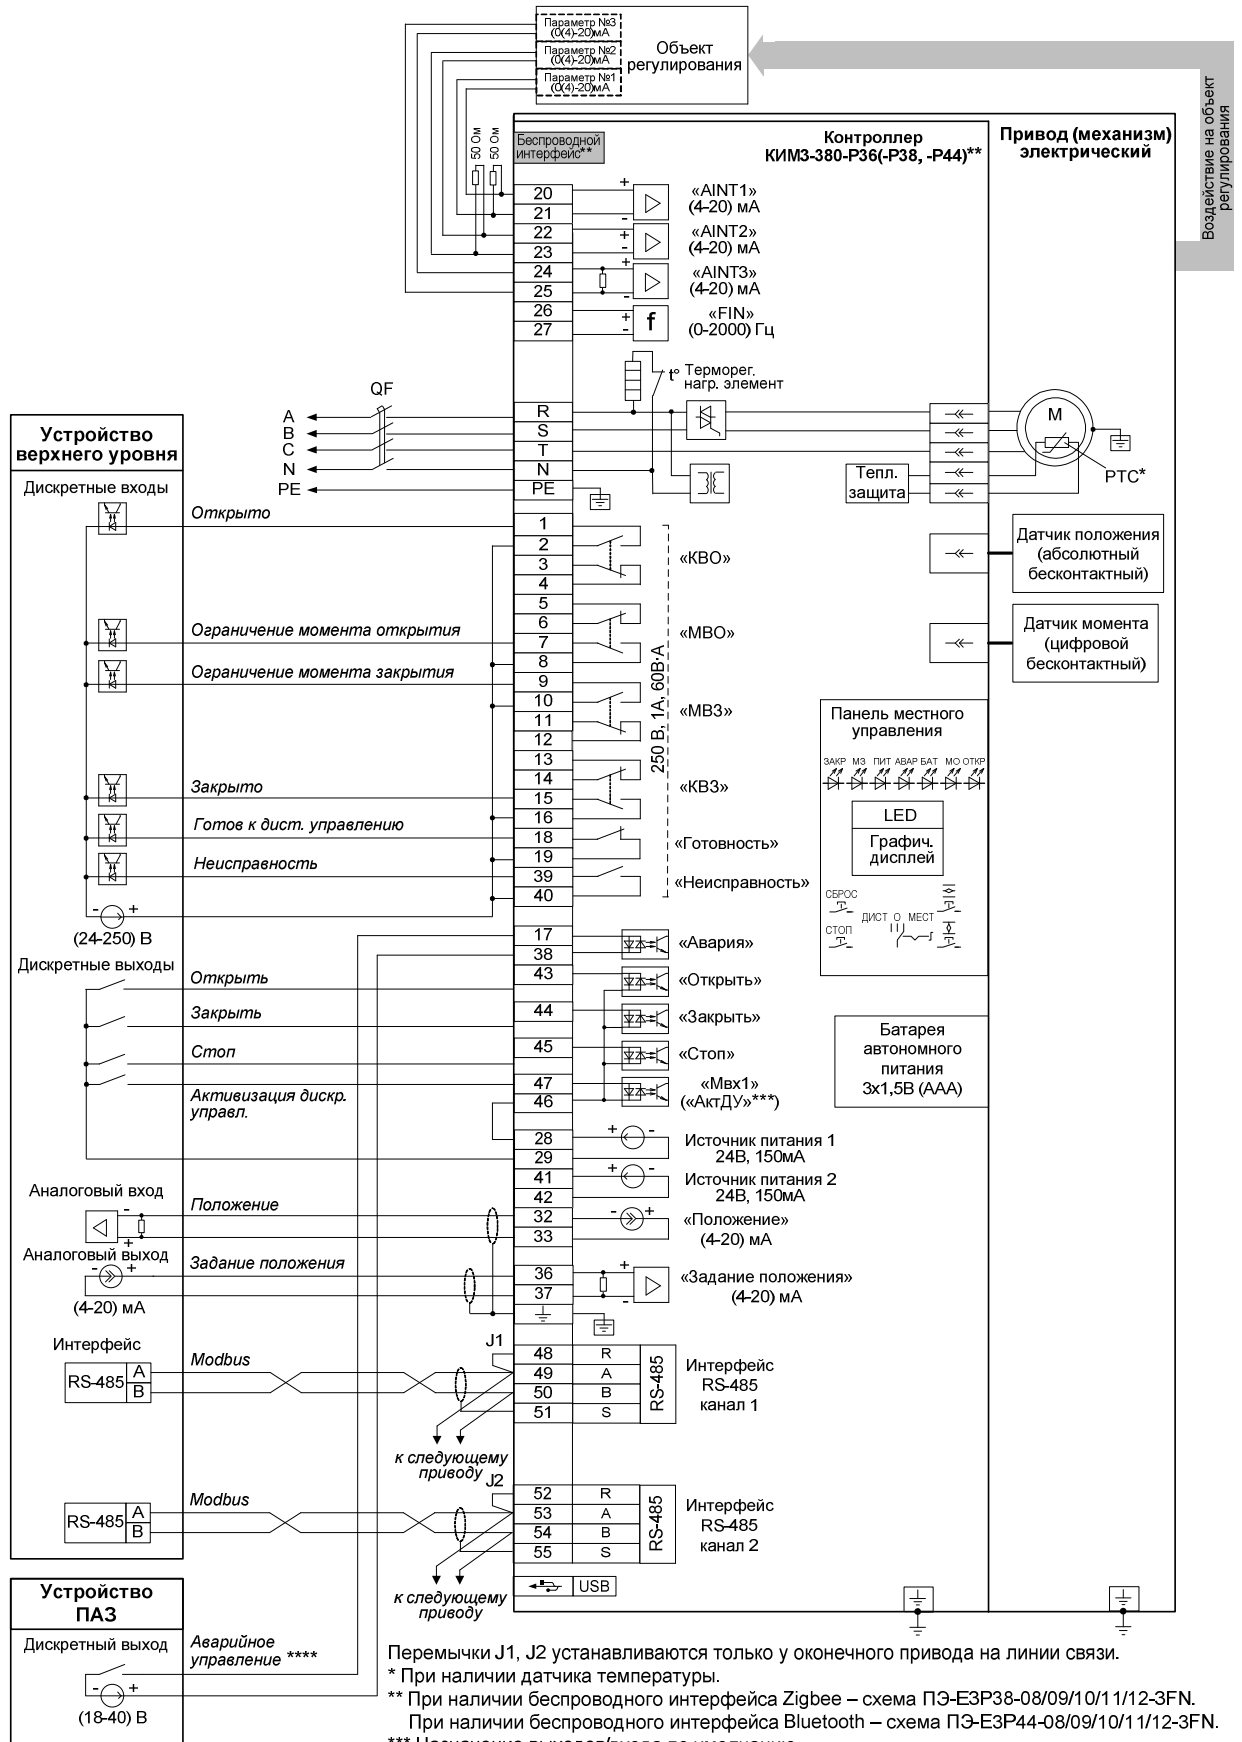 Параметр №3
(0(4)-20)мА
Параметр №2
(0(4)-20)мА
Параметр №1
(0(4)-20)мА
Объект
регулирования
Воздействие на объект
регулирования
50 Ом
50 Ом
Беспроводной
интерфейс**
Контроллер
КИМ3-380-Р36(-Р38, -Р44)**
Привод (механизм)
электрический
20
+
«AINT1»
21
-
(4-20) мА
22
+
«AINT2»
23
-
(4-20) мА
24
+
«AINT3»
25
-
(4-20) мА
26
+
f
«FIN»
27
-
(0-2000) Гц
t° Терморег.
нагр. элемент
QF
A
B
C
N
PE
R
S
T
N
PE
M
PTC*
Тепл.
защита
Устройство
верхнего уровня
Дискретные входы
Открыто
1
2
3
4
«КВО»
Датчик положения
(абсолютный
бесконтактный)
5
6
7
8
«МВО»
Ограничение момента открытия
Датчик момента
(цифровой
бесконтактный)
Ограничение момента закрытия
9
10
11
12
«МВЗ»
250 В, 1А, 60В·А
13
14
15
16
«КВЗ»
Закрыто
Готов к дист. управлению
18
19
«Готовность»
Неисправность
39
40
«Неисправность»
- +
(24-250) В
Панель местного
управления
ЗАКР МЗ ПИТ АВАР БАТ МО ОТКР
LED
Графич.
дисплей
СБРОС
СТОП
ДИСТ О МЕСТ
17
38
«Авария»
Дискретные выходы
Открыть
43
«Открыть»
Закрыть
44
«Закрыть»
Стоп
45
«Стоп»
Активизация дискр.
управл.
47
46
«Мвх1»
(«АктДУ»***)
Батарея
автономного
питания
3х1,5В (ААА)
28
29
+ -
Источник питания 1
24В, 150мА
41
42
+ -
Источник питания 2
24В, 150мА
Аналоговый вход
-
+
Положение
32
33
- +
«Положение»
(4-20) мА
Аналоговый выход
- +
(4-20) мА
Задание положения
36
37
+
-
«Задание положения»
(4-20) мА
Интерфейс
RS-485
A
B
Modbus
J1
48 R
49 A
50 B
51 S
RS-485
Интерфейс
RS-485
канал 1
к следующему
приводу
J2
RS-485
A
B
Modbus
52 R
53 A
54 B
55 S
RS-485
Интерфейс
RS-485
канал 2
к следующему
приводу
USB
Устройство
ПАЗ
Дискретный выход
- +
(18-40) В
Аварийное
управление ****
Перемычки J1, J2 устанавливаются только у оконечного привода на линии связи.
* При наличии датчика температуры.
** При наличии беспроводного интерфейса Zigbee – схема ПЭ-Е3Р38-08/09/10/11/12-3FN.
При наличии беспроводного интерфейса Bluetooth – схема ПЭ-Е3Р44-08/09/10/11/12-3FN.